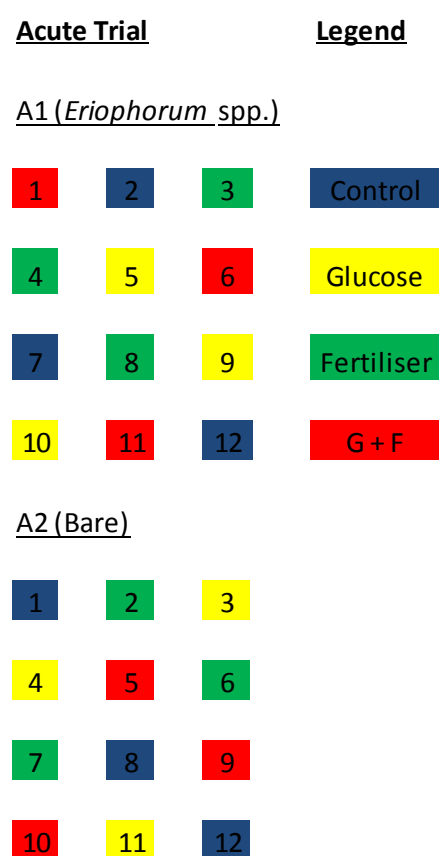 Acute Trial Legend
A1 (Eriophorum spp.)
1 2 3 Control
4 5 6 Glucose
7 8 9 Fertiliser
10 11 12 G + F
A2 (Bare)
1 2 3
4 5 6
7 8 9
10 11 12